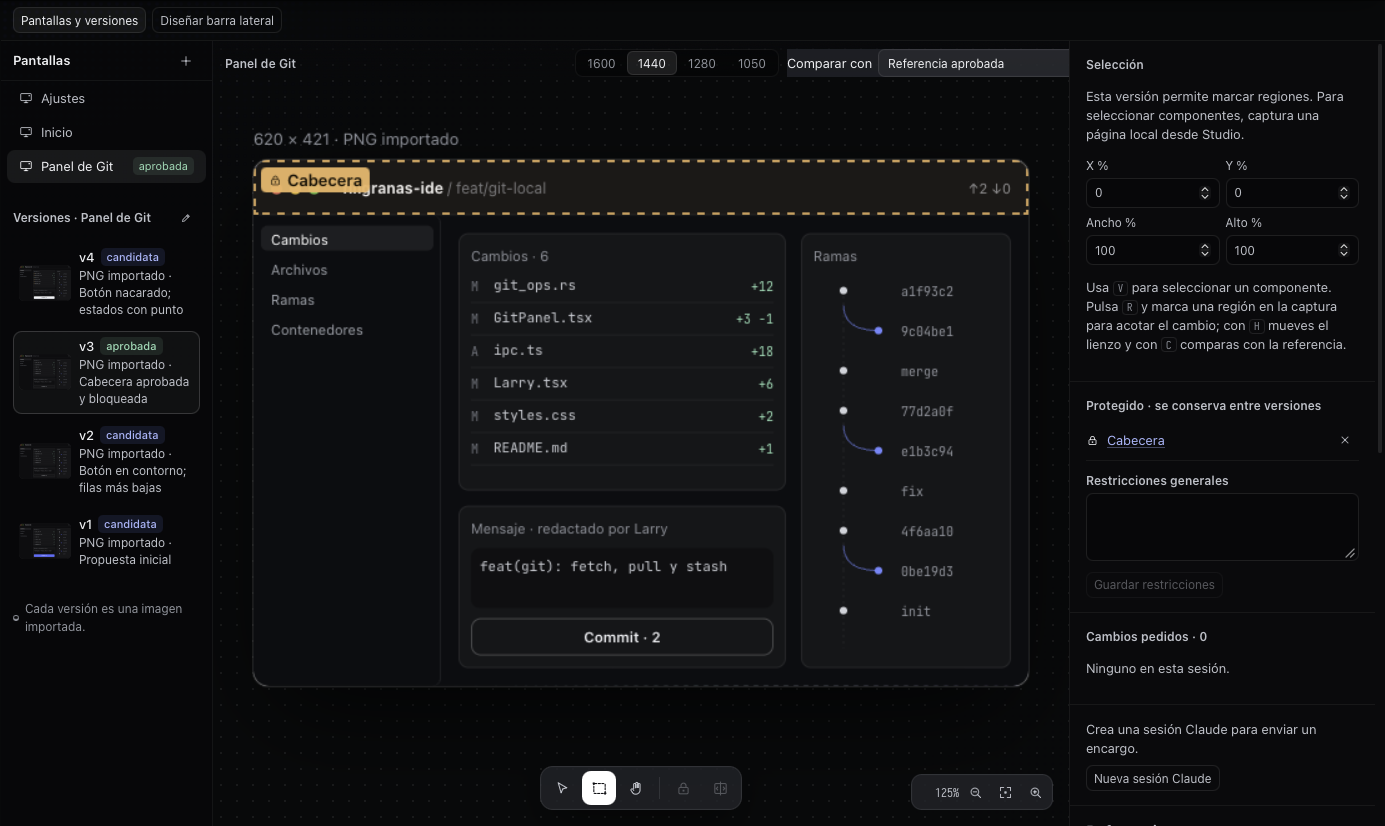 Pantallas y versiones
Diseñar barra lateral
Pantallas
Ajustes
Inicio
Panel de Git
aprobada
Versiones · Panel de Git
v4 candidata
PNG importado ·
Botón nacarado;
estados con punto
v3 aprobada
PNG importado ·
Cabecera aprobada
y bloqueada
v2 candidata
PNG importado ·
Botón en contorno;
filas más bajas
v1 candidata
PNG importado ·
Propuesta inicial
Cada versión es una imagen
importada.
Panel de Git
1600 1440 1280 1050
Comparar con
Referencia aprobada
620 × 421 · PNG importado
Cabecera
/ feat/git-local
↑2 ↓0
Cambios
Archivos
Ramas
Contenedores
Cambios · 6
M git_ops.rs +12
M GitPanel.tsx +3 -1
A ipc.ts +18
M Larry.tsx +6
M styles.css +2
M README.md +1
Mensaje · redactado por Larry
feat(git): fetch, pull y stash
Commit · 2
Ramas
a1f93c2
9c04be1
merge
77d2a0f
e1b3c94
fix
4f6aa10
0be19d3
init
125%
Selección
Esta versión permite marcar regiones. Para
seleccionar componentes, captura una
página local desde Studio.
X % Y %
0 0
Ancho % Alto %
100 100
Usa V para seleccionar un componente.
Pulsa R y marca una región en la captura
para acotar el cambio; con H mueves el
lienzo y con C comparas con la referencia.
Protegido · se conserva entre versiones
Cabecera
Restricciones generales
Guardar restricciones
Cambios pedidos · 0
Ninguno en esta sesión.
Crea una sesión Claude para enviar un
encargo.
Nueva sesión Claude